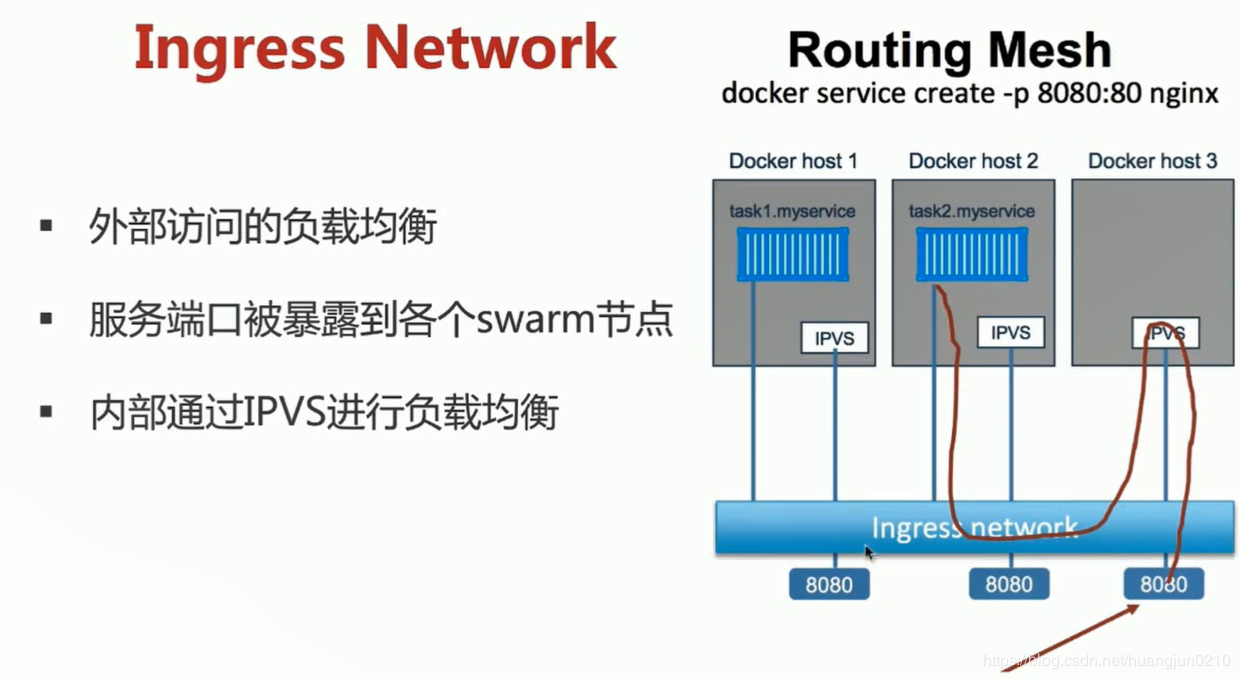 Ingress Network
外部访问的负载均衡
服务端口被暴露到各个swarm节点
内部通过IPVS进行负载均衡
Routing Mesh
docker service create -p 8080:80 nginx
Docker host 1
Docker host 2
Docker host 3
task1.myservice
task2.myservice
IPVS
IPVS
IPVS
Ingress network
8080
8080
8080
https://blog.csdn.net/huangjun0210